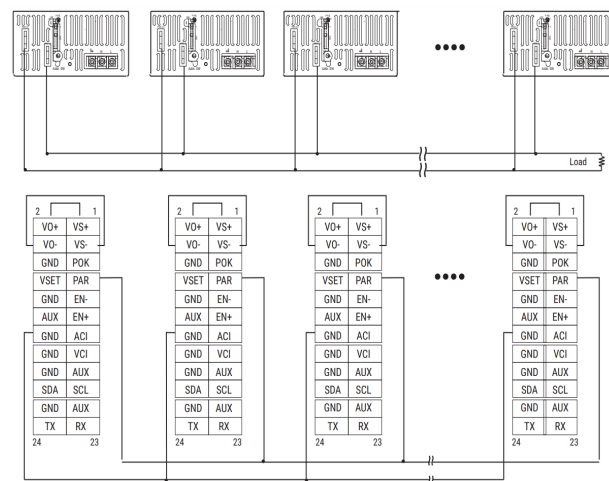 Load
2 1 2 1 2 1 2 1
VO+ VS+ VO+ VS+ VO+ VS+ VO+ VS+
VO- VS- VO- VS- VO- VS- VO- VS-
GND POK GND POK GND POK GND POK
VSET PAR VSET PAR VSET PAR VSET PAR
GND EN- GND EN- GND EN- GND EN-
AUX EN+ AUX EN+ AUX EN+ AUX EN+
GND ACI GND ACI GND ACI GND ACI
GND VCI GND VCI GND VCI GND VCI
GND AUX GND AUX GND AUX GND AUX
SDA SCL SDA SCL SDA SCL SDA SCL
GND AUX GND AUX GND AUX GND AUX
TX RX TX RX TX RX TX RX
24 23 24 23 24 23 24 23